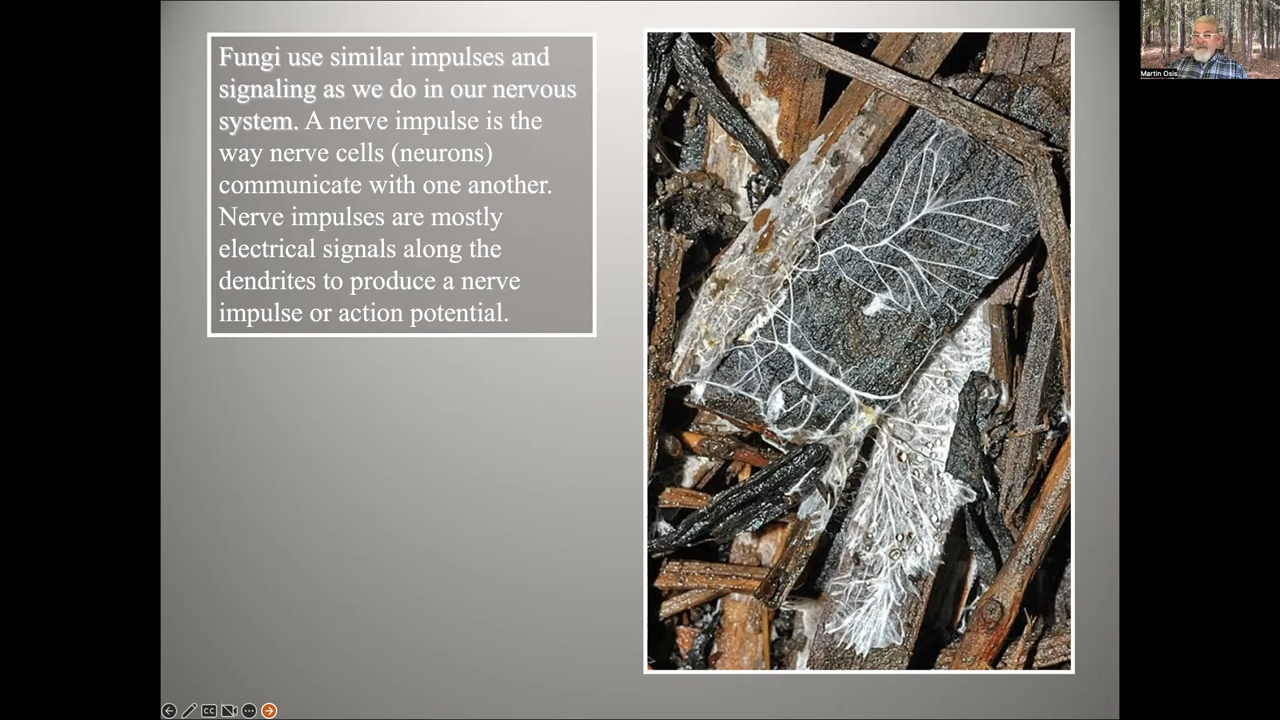 Fungi use similar impulses and
signaling as we do in our nervous
system. A nerve impulse is the
way nerve cells (neurons)
communicate with one another.
Nerve impulses are mostly
electrical signals along the
dendrites to produce a nerve
impulse or action potential.
Martin Osis
CC